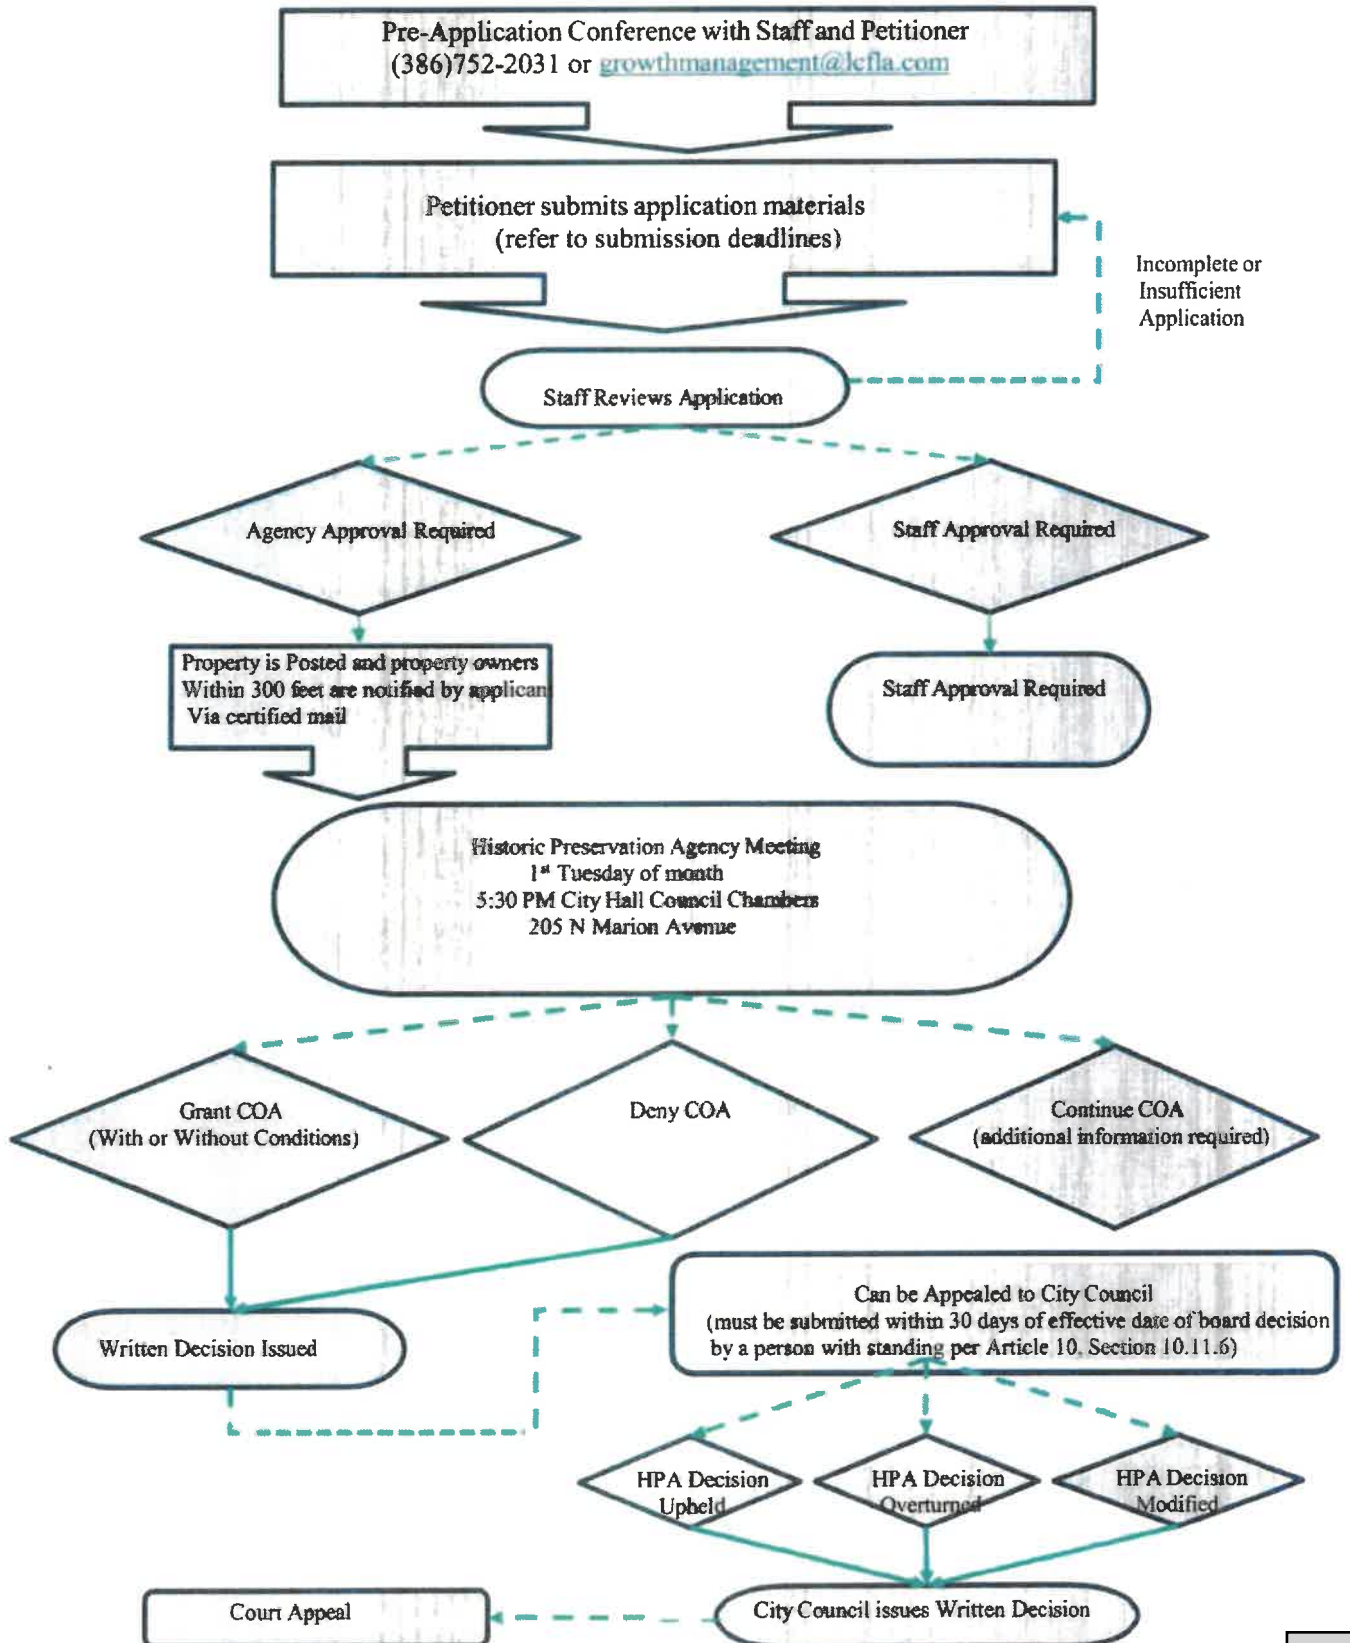 Pre-Application Conference with Staff and Petitioner
(386)752-2031 or growthmanagement@lcfla.com
Petitioner submits application materials
(refer to submission deadlines)
Incomplete or
Insufficient
Application
Staff Reviews Application
Agency Approval Required
Staff Approval Required
Property is Posted and property owners
Within 300 feet are notified by applican
Via certified mail
Staff Approval Required
Historic Preservation Agency Meeting
1st Tuesday of month
5:30 PM City Hall Council Chambers
205 N Marion Avenue
Grant COA
(With or Without Conditions)
Deny COA
Continue COA
(additional information required)
Can be Appealed to City Council
(must be submitted within 30 days of effective date of board decision
by a person with standing per Article 10, Section 10.11.6)
Written Decision Issued
HPA Decision
Upheld
HPA Decision
Overturned
HPA Decision
Modified
Court Appeal
City Council issues Written Decision